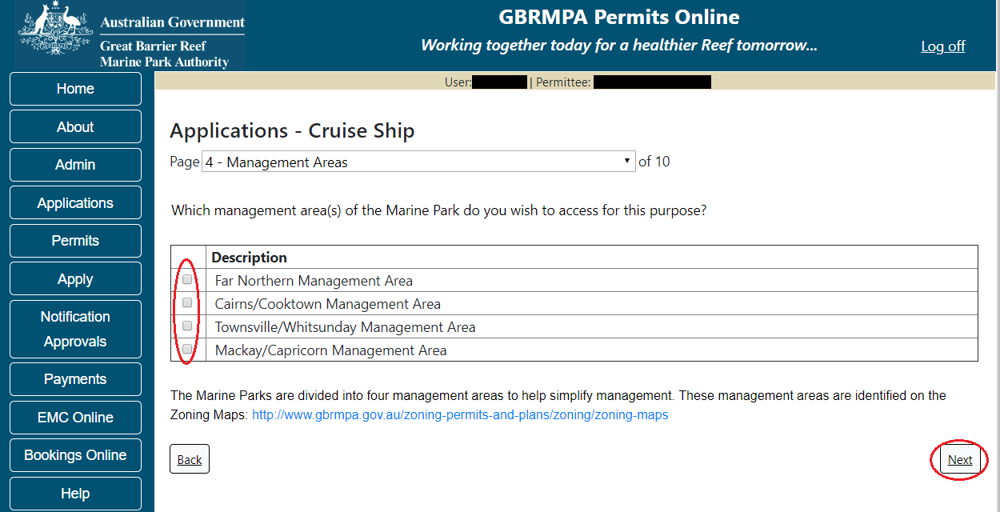 Australian Government
Great Barrier Reef
Marine Park Authority
GBRMPA Permits Online
Working together today for a healthier Reef tomorrow...
Log off
User: | Permittee:
Home
About
Admin
Applications
Permits
Apply
Notification
Approvals
Payments
EMC Online
Bookings Online
Help
Applications - Cruise Ship
Page 4 - Management Areas of 10
Which management area(s) of the Marine Park do you wish to access for this purpose?
Description
Far Northern Management Area
Cairns/Cooktown Management Area
Townsville/Whitsunday Management Area
Mackay/Capricorn Management Area
The Marine Parks are divided into four management areas to help simplify management. These management areas are identified on the
Zoning Maps: http://www.gbrmpa.gov.au/zoning-permits-and-plans/zoning/zoning-maps
Back
Next